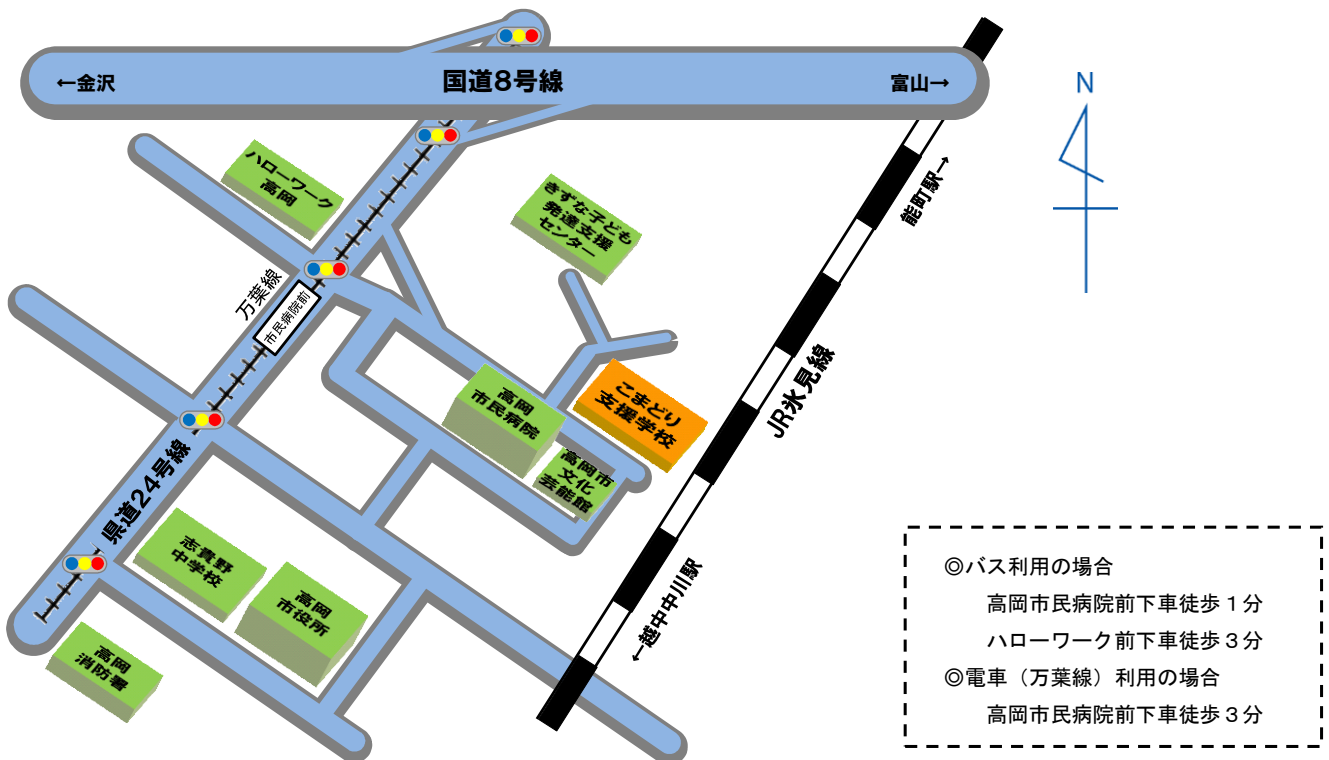 ←金沢
国道8号線
富山→
N
ハローワーク
高岡
きずな子ども
発達支援
センター
能町駅→
万葉線
市民病院前
JR氷見線
高岡
市民病院
こまどり
支援学校
高岡市
文化
芸能館
県道24号線
志貴野
中学校
高岡
市役所
高岡
消防署
←越中中川駅
◎バス利用の場合
高岡市民病院前下車徒歩1分
ハローワーク前下車徒歩3分
◎電車（万葉線）利用の場合
高岡市民病院前下車徒歩3分